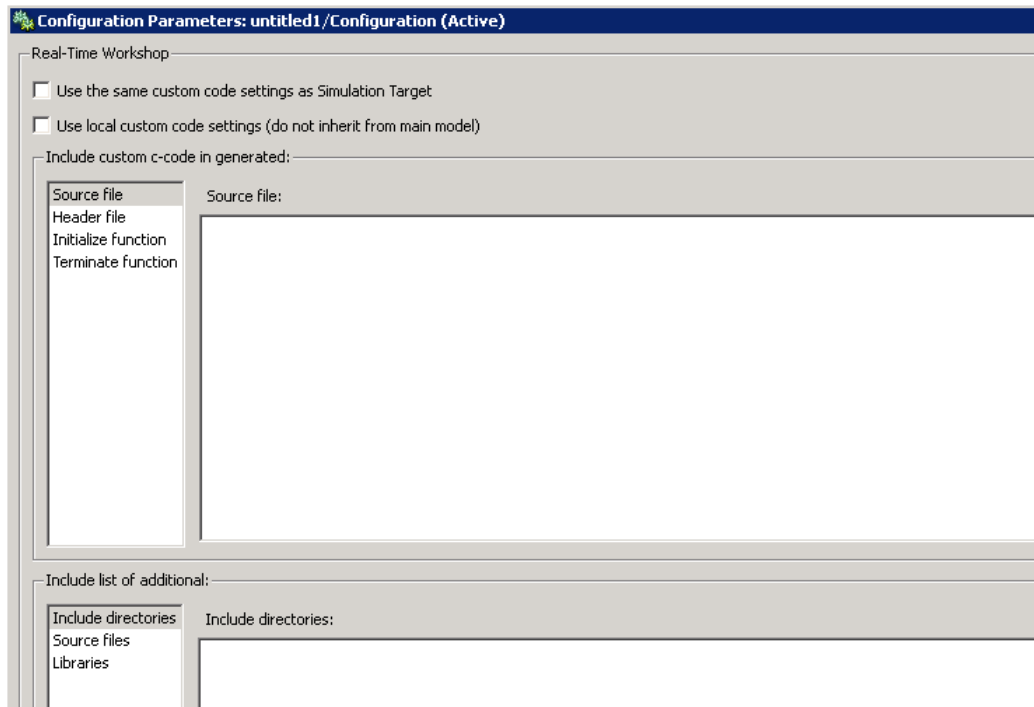 Configuration Parameters: untitled1/Configuration (Active)
Real-Time Workshop
Use the same custom code settings as Simulation Target
Use local custom code settings (do not inherit from main model)
Include custom c-code in generated:
Source file
Header file
Initialize function
Terminate function
Source file:
Include list of additional:
Include directories
Source files
Libraries
Include directories: